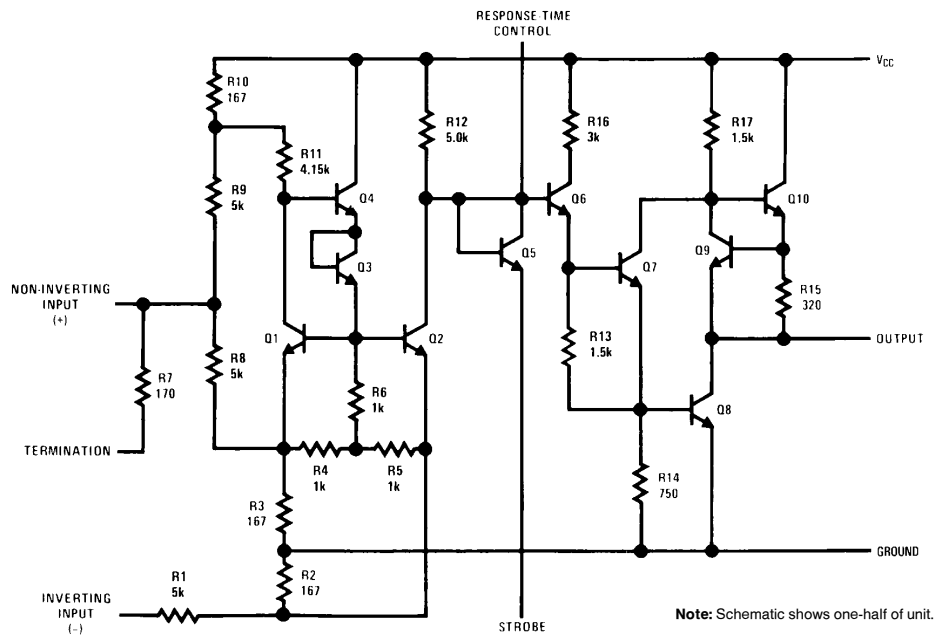 RESPONSE-TIME
CONTROL
VCC
R10
167
R12
5.0k
R16
3k
R17
1.5k
R11
4.15k
Q4
R9
5k
Q6
Q10
Q5
Q7
Q9
Q3
NON-INVERTING
INPUT
(+)
R15
320
Q1
Q2
OUTPUT
R13
1.5k
R8
5k
R7
170
R6
1k
Q8
TERMINATION
R4
1k
R5
1k
R14
750
R3
167
GROUND
R2
167
R1
5k
INVERTING
INPUT
(−)
STROBE
Note: Schematic shows one-half of unit.